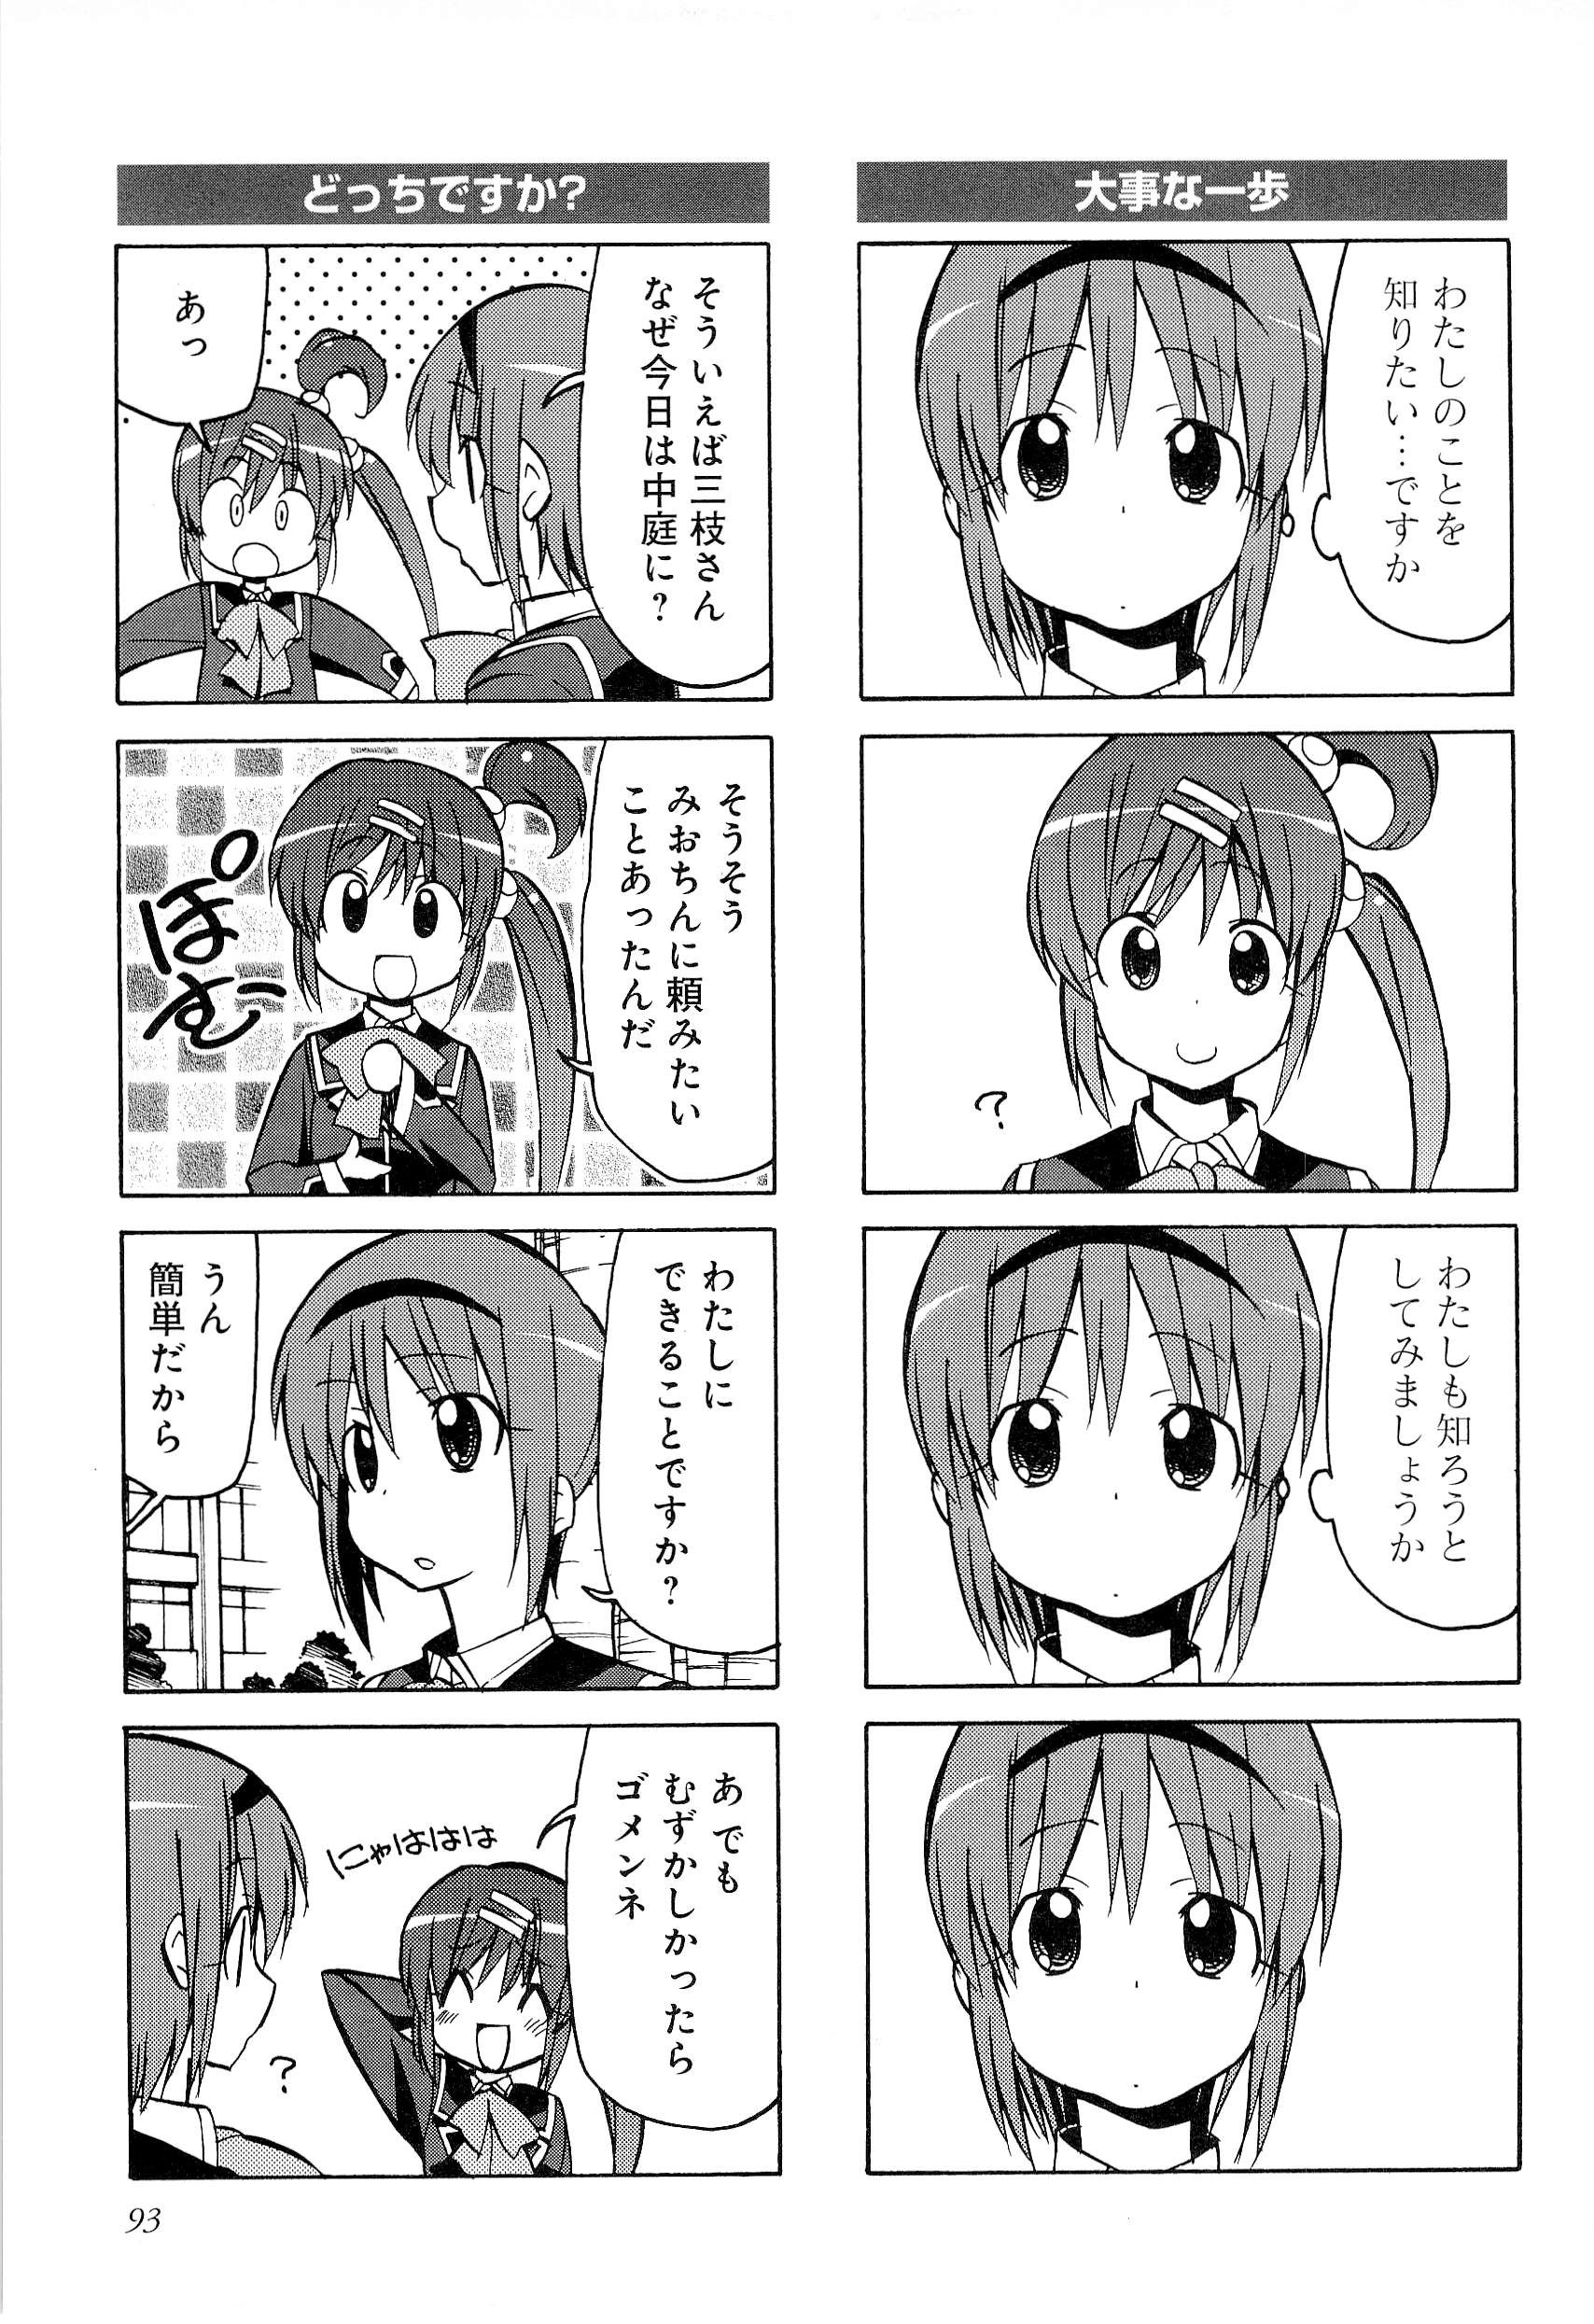 大事な一歩
わたしのことを
知りたい…ですか
?
わたしも知ろうと
してみましょうか
どっちですか?
そういえば三枝さん
なぜ今日は中庭に?
あっ
そうそう
みおちんに頼みたい
ことあったんだ
ぽむ
わたしに
できることですか?
うん
簡単だから
あでも
むずかしかったら
ゴメンネ
にゃははは
?
93